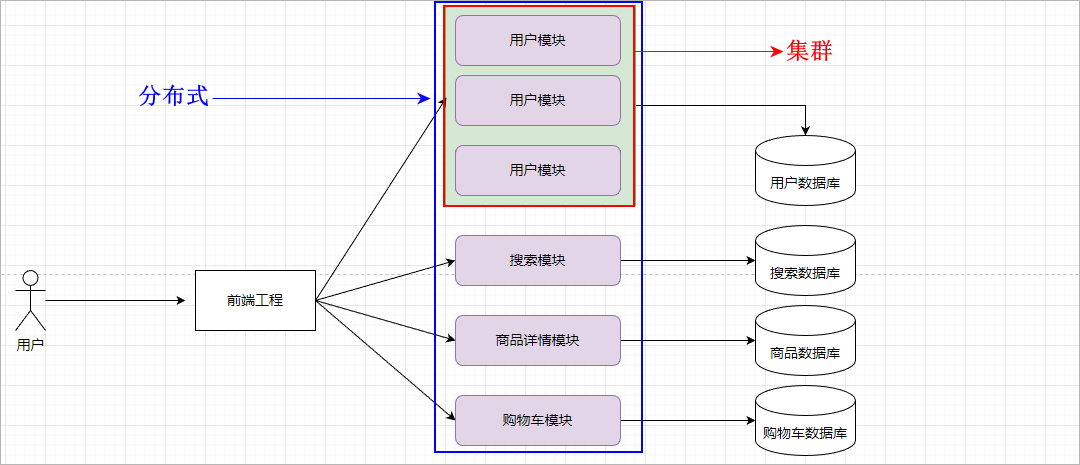 用户模块
集群
分布式
用户模块
用户模块
用户数据库
搜索模块
搜索数据库
前端工程
用户
商品详情模块
商品数据库
购物车模块
购物车数据库